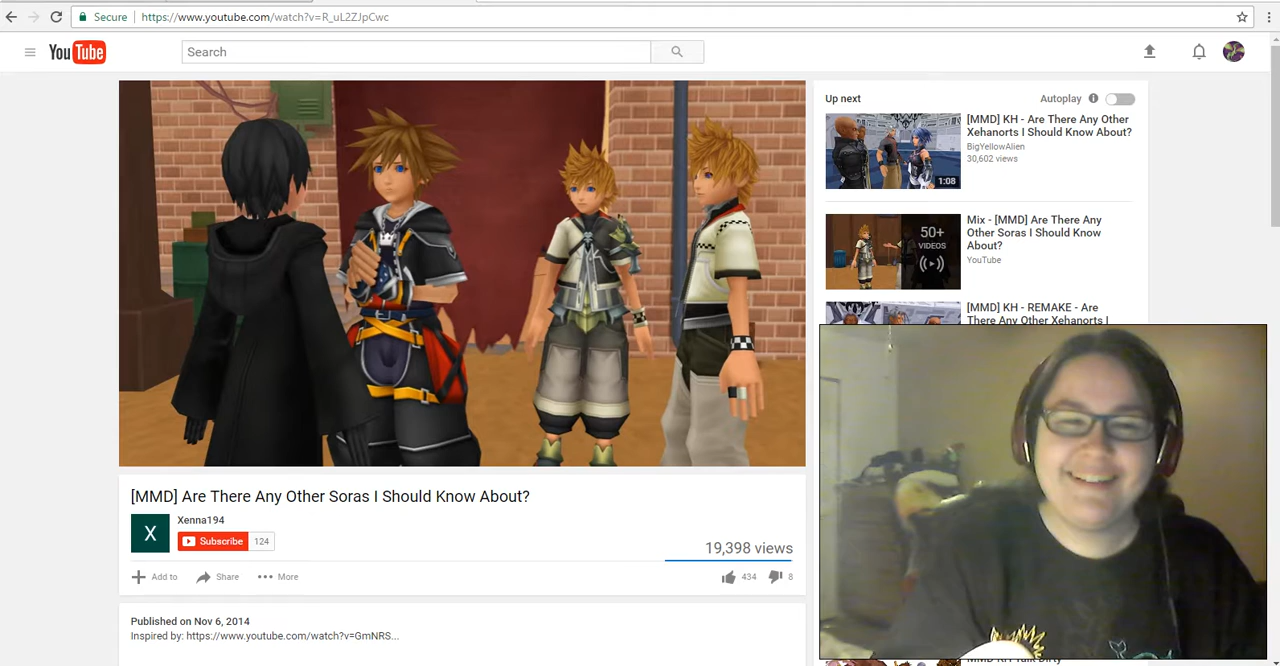 Secure
https://www.youtube.com/watch?v=R_uL2ZJpCwc
YouTube
Search
[MMD] Are There Any Other Soras I Should Know About?
X
Xenna194
Subscribe 124
19,398 views
Add to Share More
434 8
Published on Nov 6, 2014
Inspired by: https://www.youtube.com/watch?v=GmNRS...
Up next
Autoplay
[MMD] KH - Are There Any Other
Xehanorts I Should Know About?
BigYellowAlien
30,602 views
1:08
50+
VIDEOS
Mix - [MMD] Are There Any
Other Soras I Should Know
About?
YouTube
[MMD] KH - REMAKE - Are
There Any Other Xehanorts I